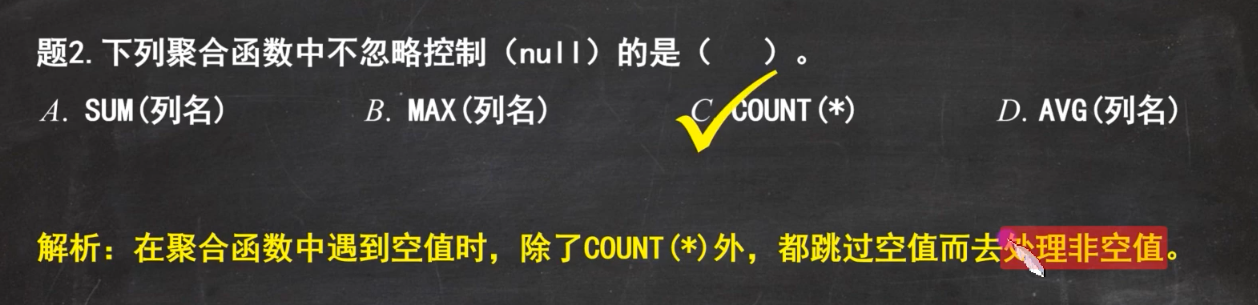 题2.下列聚合函数中不忽略控制（null）的是（ ）。
A. SUM(列名) B. MAX(列名) C COUNT(*) D. AVG(列名)
解析：在聚合函数中遇到空值时，除了COUNT(*)外，都跳过空值而去处理非空值。